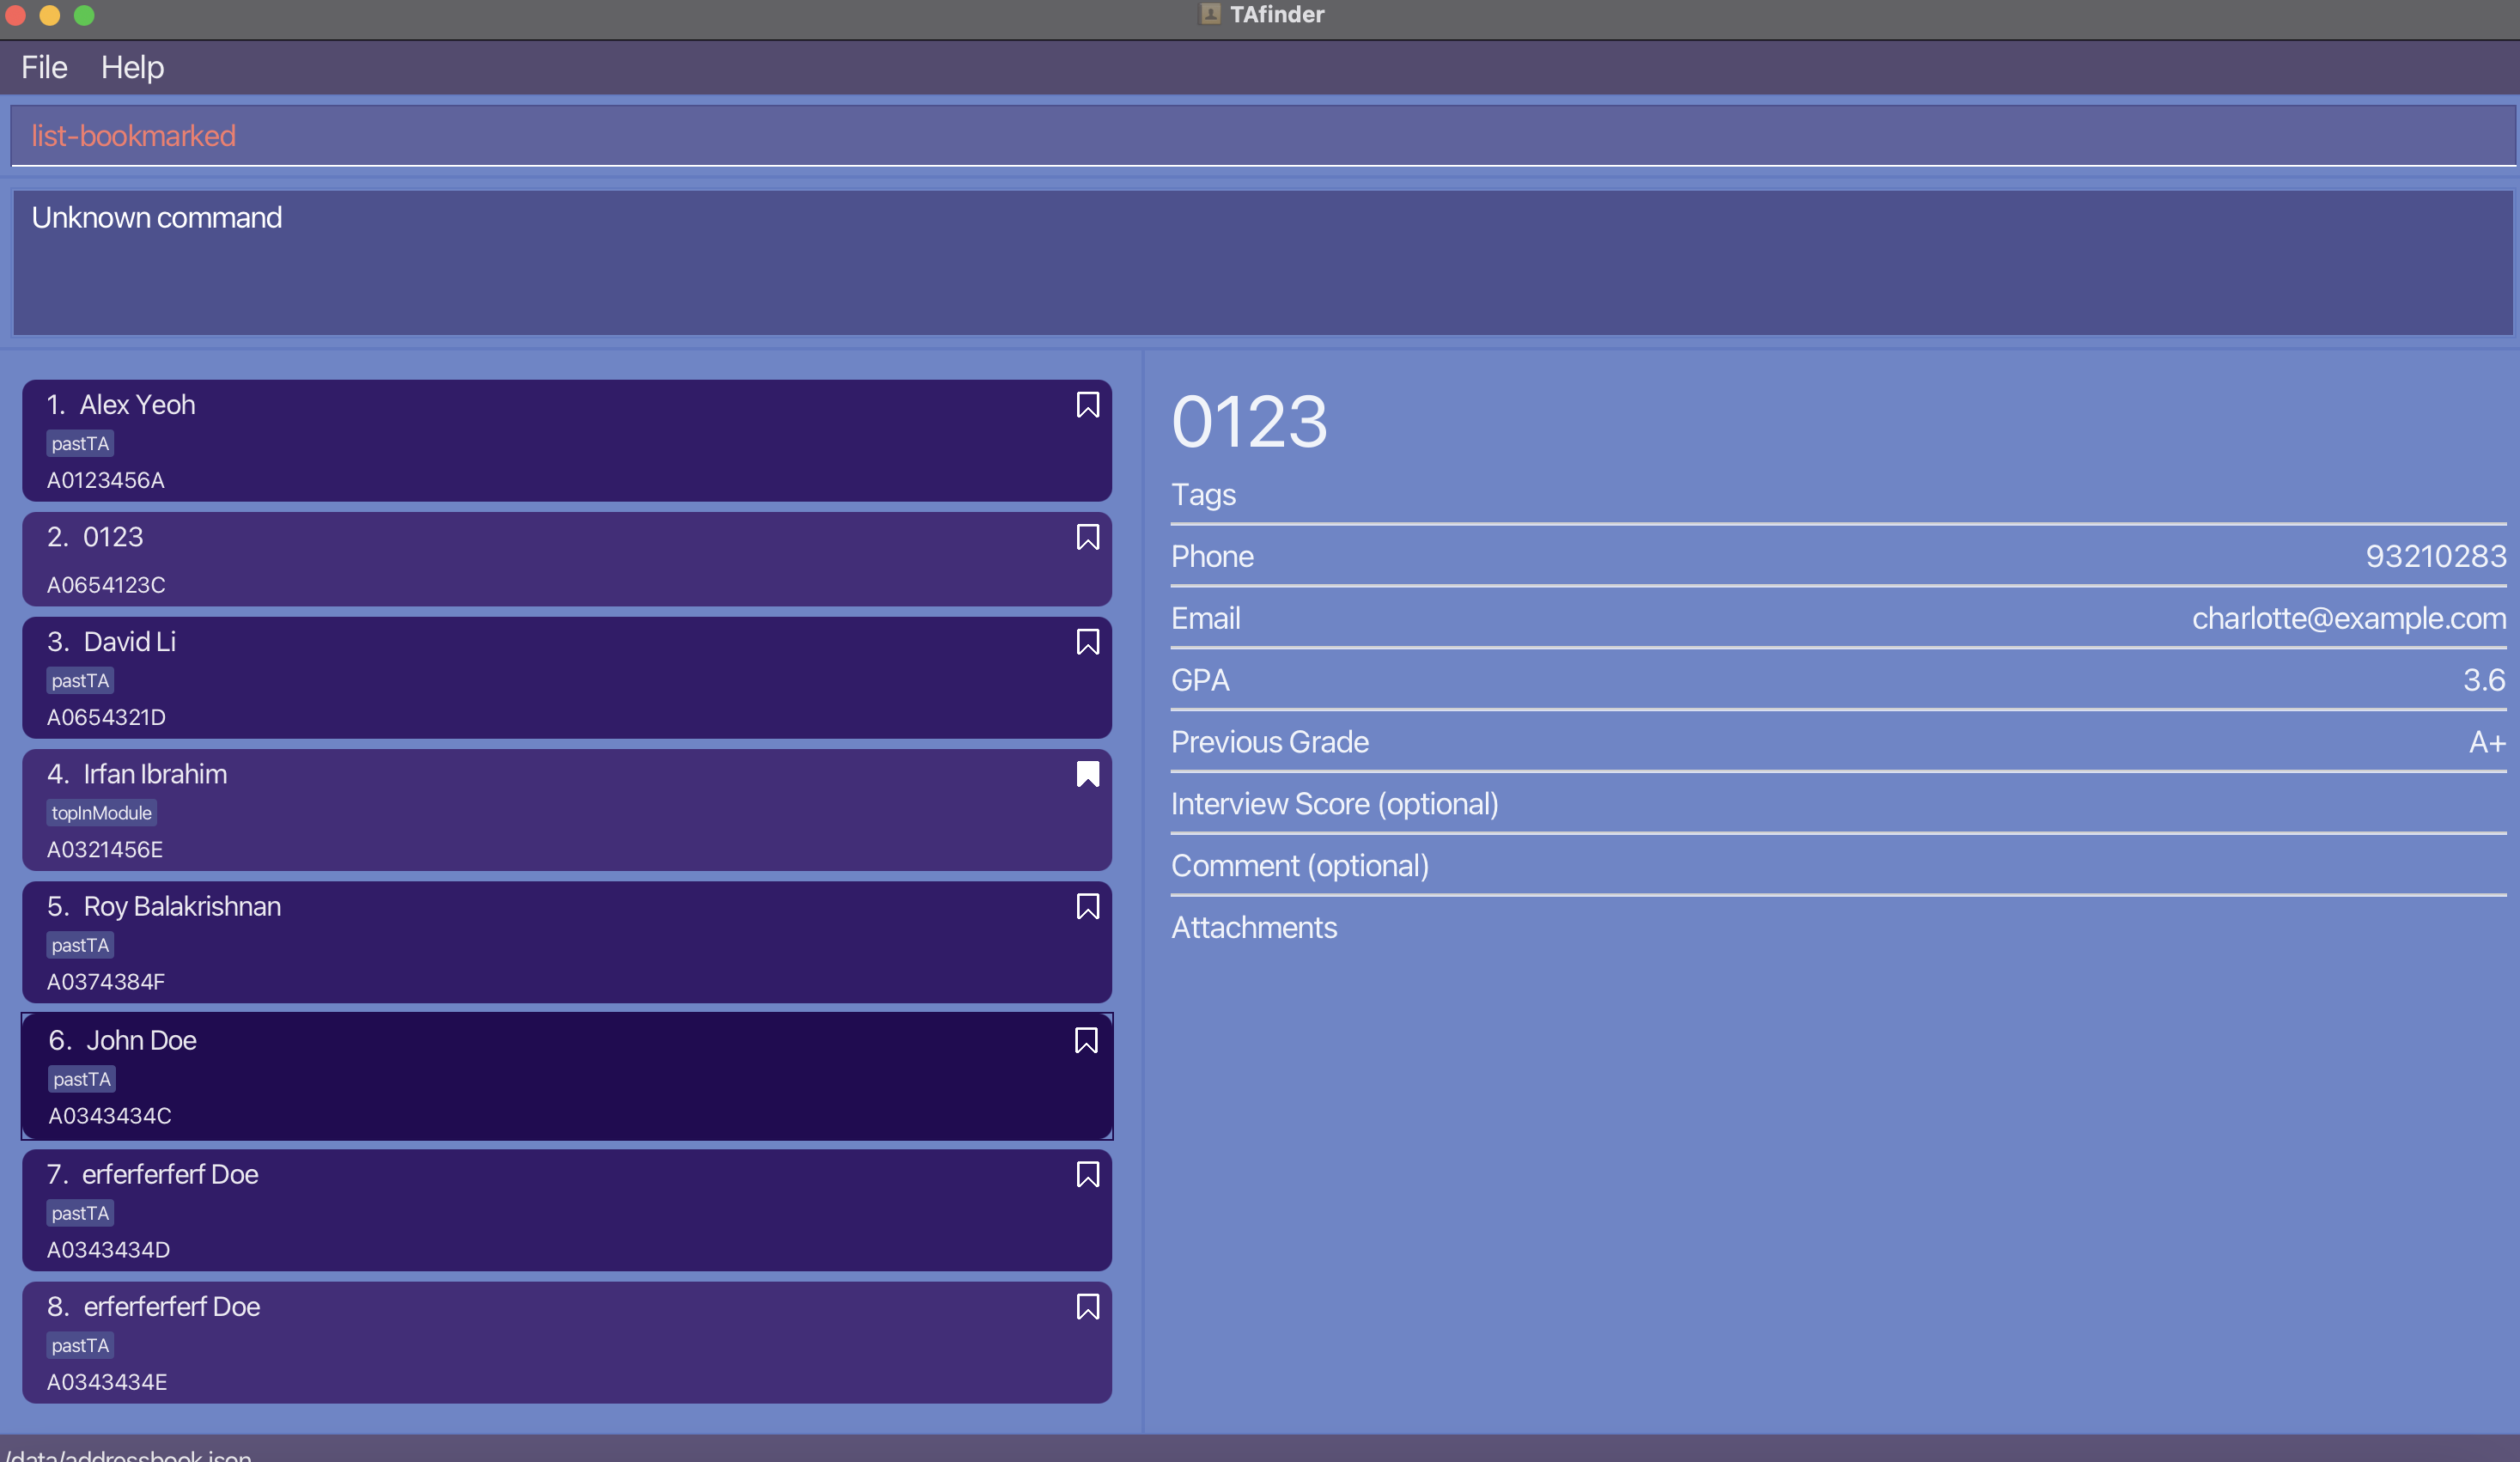 TAfinder
File Help
list-bookmarked
Unknown command
1. Alex Yeoh
pastTA
A0123456A
2. 0123
A0654123C
3. David Li
pastTA
A0654321D
4. Irfan Ibrahim
topInModule
A0321456E
5. Roy Balakrishnan
pastTA
A0374384F
6. John Doe
pastTA
A0343434C
7. erferferferf Doe
pastTA
A0343434D
8. erferferferf Doe
pastTA
A0343434E
0123
Tags
Phone 93210283
Email charlotte@example.com
GPA 3.6
Previous Grade A+
Interview Score (optional)
Comment (optional)
Attachments
/data/addressbook.json